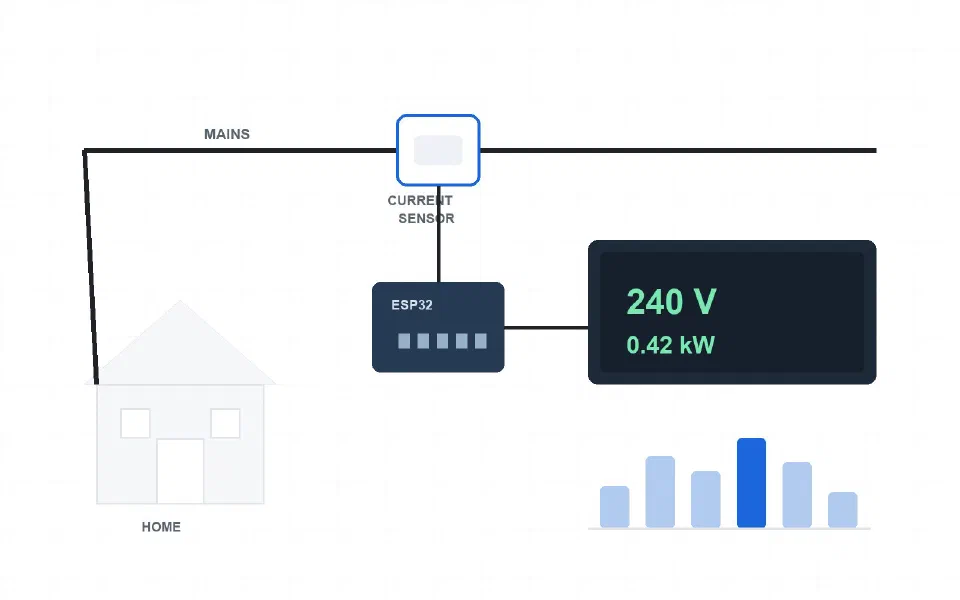 MAINS
CURRENT
SENSOR
ESP32
240 V
0.42 kW
HOME